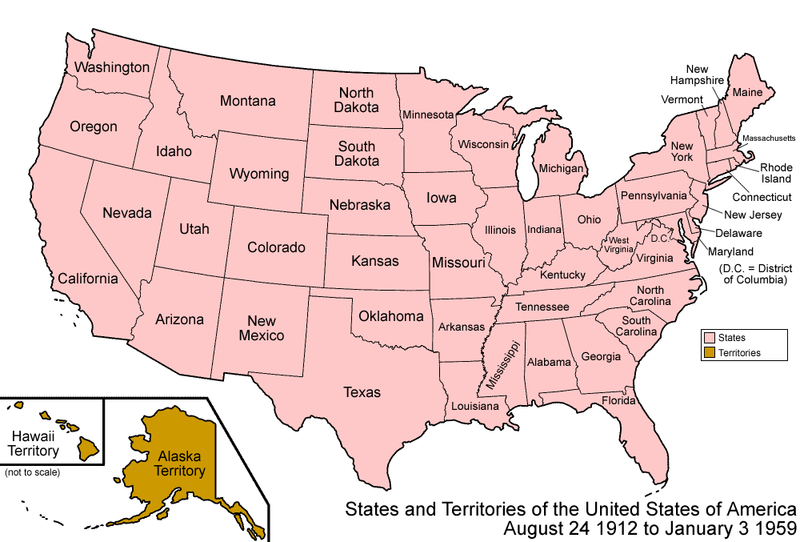 Washington
Oregon
California
Nevada
Idaho
Montana
Wyoming
Utah
Colorado
Arizona
New
Mexico
North
Dakota
South
Dakota
Nebraska
Kansas
Oklahoma
Texas
Minnesota
Iowa
Missouri
Arkansas
Louisiana
Wisconsin
Illinois
Michigan
Indiana
Ohio
Kentucky
Tennessee
Mississippi
Alabama
Georgia
Florida
South
Carolina
North
Carolina
Virginia
West
Virginia
D.C.
Pennsylvania
New
York
Vermont
New
Hampshire
Maine
Massachusetts
Rhode
Island
Connecticut
New Jersey
Delaware
Maryland
(D.C. = District
of Columbia)
States
Territories
Hawaii
Territory
(not to scale)
Alaska
Territory
States and Territories of the United States of America
August 24 1912 to January 3 1959